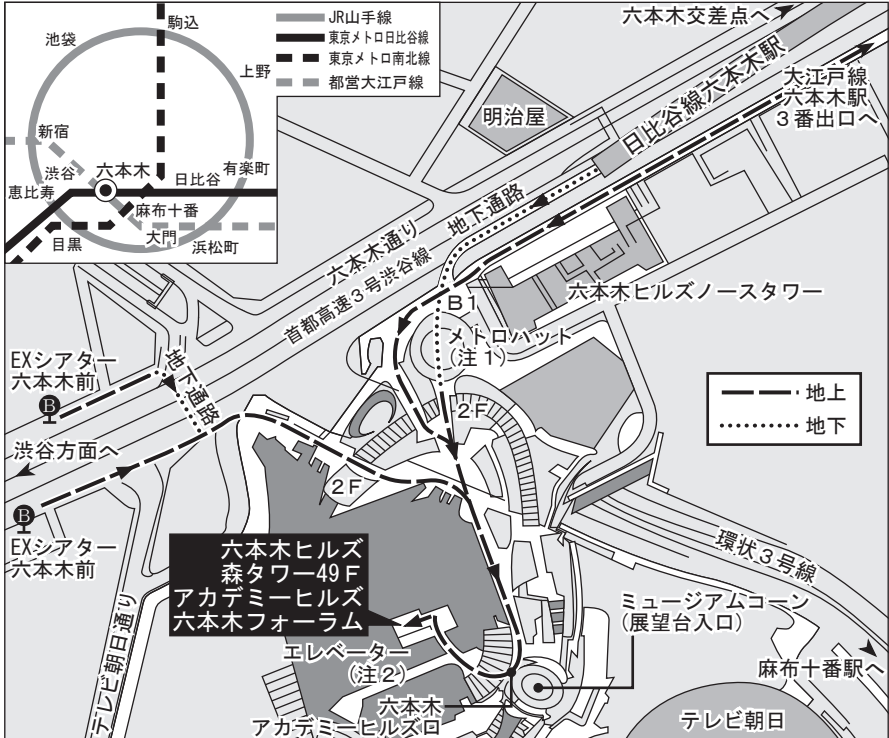 JR山手線
東京メトロ日比谷線
東京メトロ南北線
都営大江戸線
駒込
池袋
上野
新宿
渋谷
六本木
有楽町
日比谷
恵比寿
麻布十番
目黒
大門
浜松町
六本木交差点へ
日比谷線六本木駅
大江戸線
六本木駅
3番出口へ
明治屋
六本木通り
首都高速3号渋谷線
地下通路
B1
メトロハット
(注1)
六本木ヒルズノースタワー
地上
地下
EXシアター
六本木前
B
地下通路
渋谷方面へ
B
EXシアター
六本木前
2F
2F
テレビ朝日通り
六本木ヒルズ
森タワー49F
アカデミーヒルズ
六本木フォーラム
エレベーター
(注2)
六本木
アカデミーヒルズ口
ミュージアムコーン
(展望台入口)
環状3号線
麻布十番駅へ
テレビ朝日